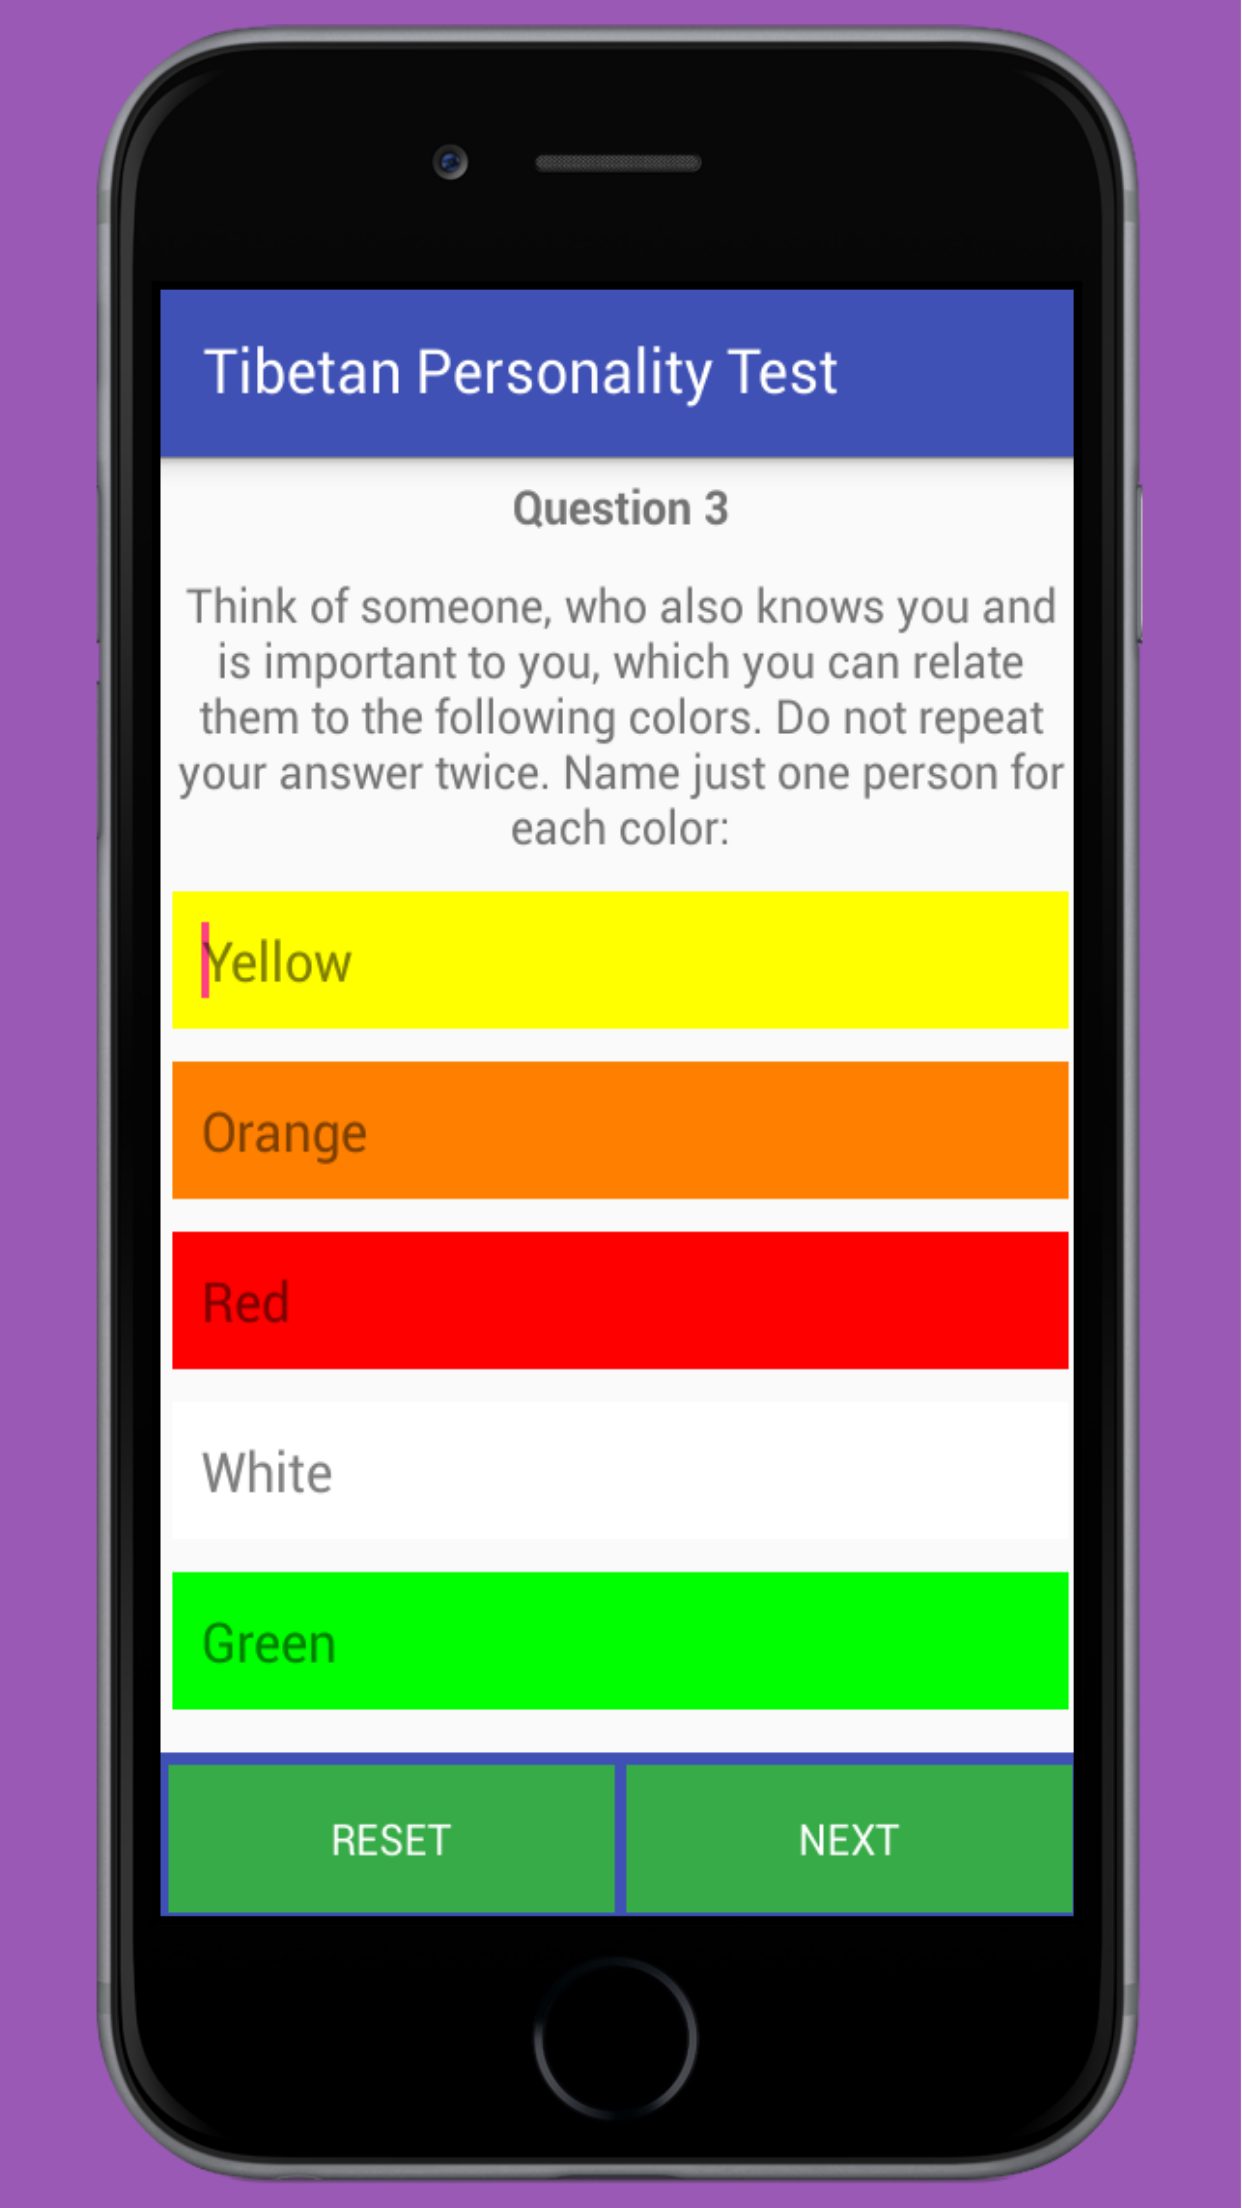 Tibetan Personality Test
Question 3
Think of someone, who also knows you and
is important to you, which you can relate
them to the following colors. Do not repeat
your answer twice. Name just one person for
each color:
Yellow
Orange
Red
White
Green
RESET
NEXT